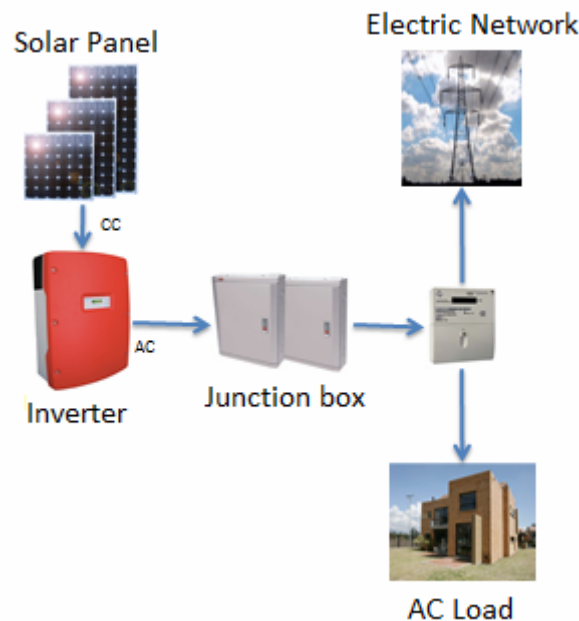 Electric Network
Solar Panel
CC
AC
Inverter
Junction box
AC Load